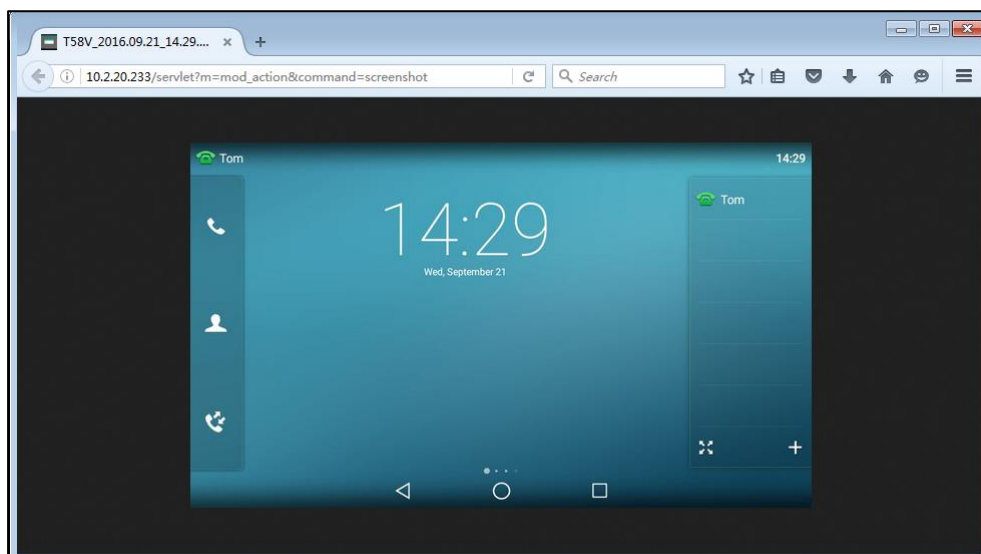 T58V_2016.09.21_14.29....
10.2.20.233/servlet?m=mod_action&command=screenshot
Search
Tom
14:29
14:29
Wed, September 21
Tom